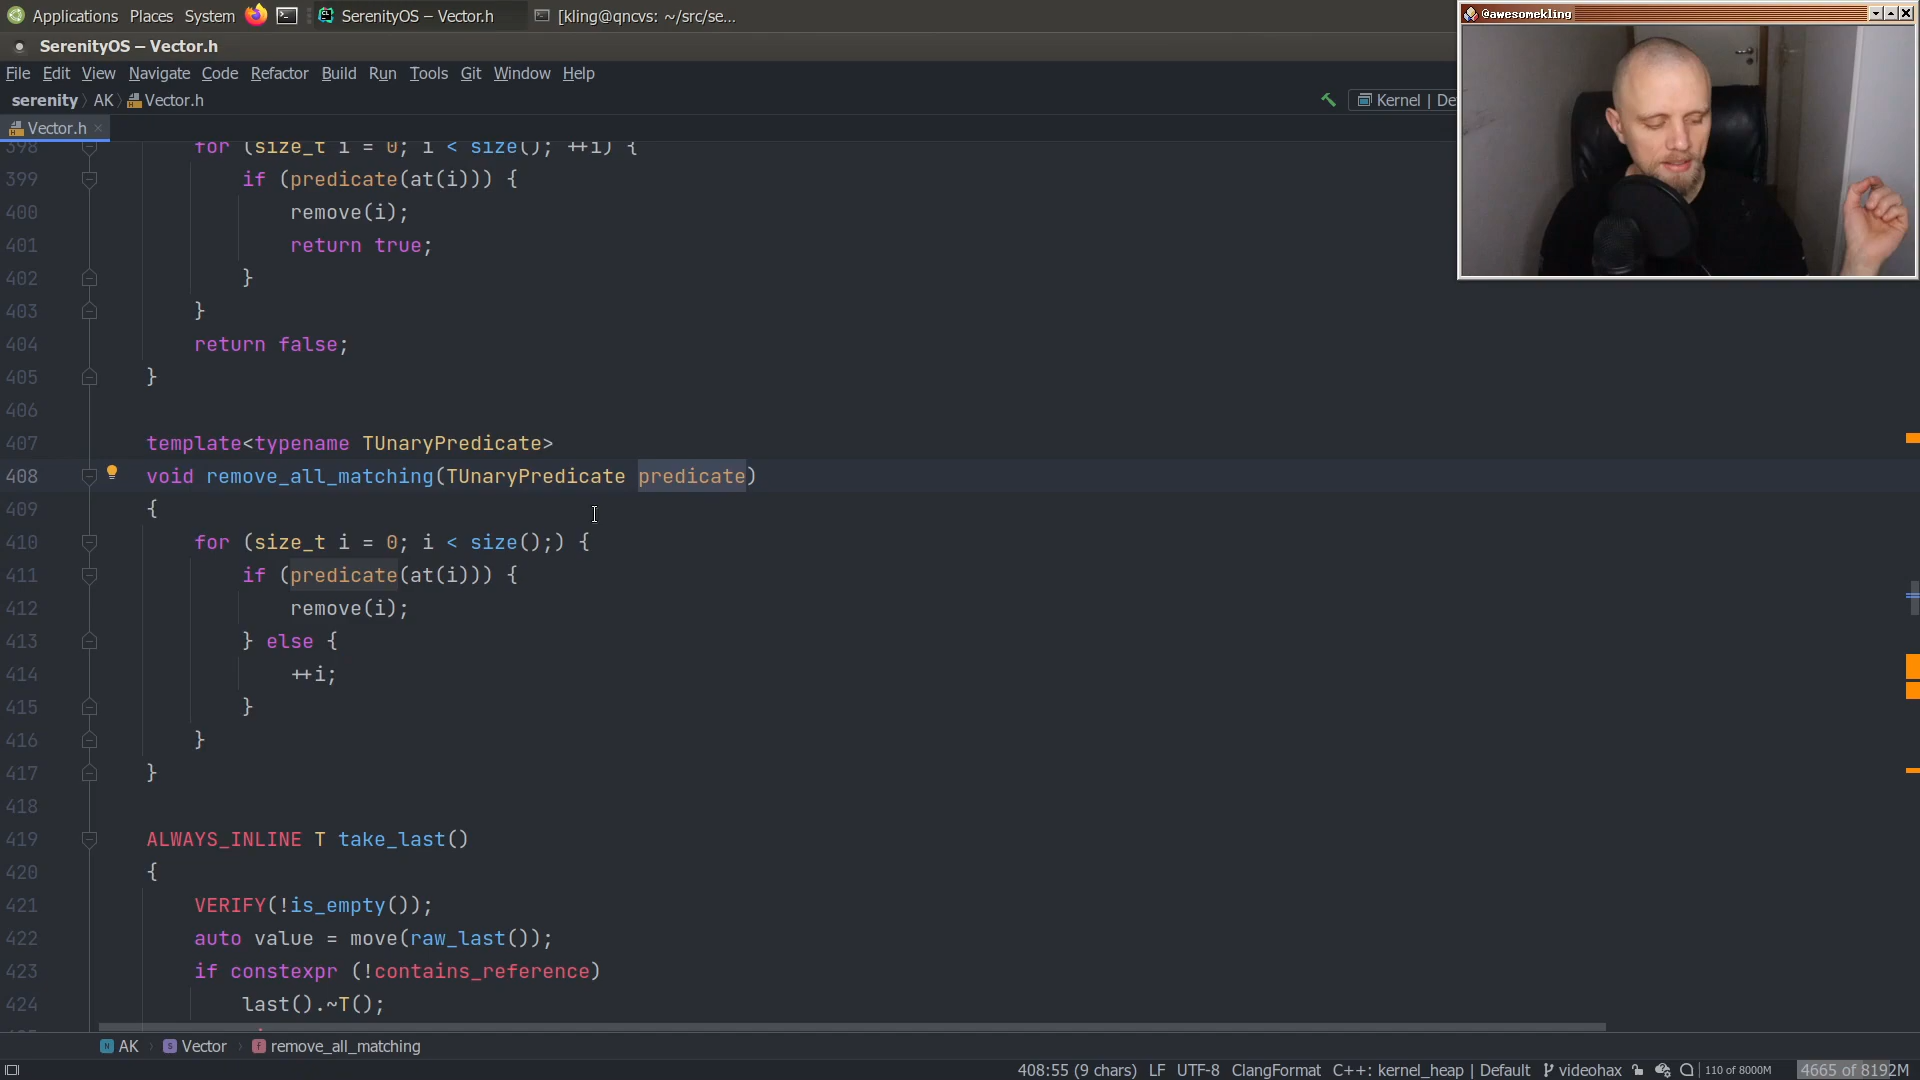 Applications Places System SerenityOS – Vector.h [kling@qncvs: ~/src/se...
@awesomekling
SerenityOS – Vector.h
File Edit View Navigate Code Refactor Build Run Tools Git Window Help
serenity AK Vector.h Kernel | De
Vector.h
398 for (size_t i = 0; i < size(); ++i) {
399 if (predicate(at(i))) {
400 remove(i);
401 return true;
402 }
403 }
404 return false;
405 }
406
407 template<typename TUnaryPredicate>
408 void remove_all_matching(TUnaryPredicate predicate)
409 {
410 for (size_t i = 0; i < size();) {
411 if (predicate(at(i))) {
412 remove(i);
413 } else {
414 ++i;
415 }
416 }
417 }
418
419 ALWAYS_INLINE T take_last()
420 {
421 VERIFY(!is_empty());
422 auto value = move(raw_last());
423 if constexpr (!contains_reference)
424 last().~T();
AK Vector remove_all_matching
408:55 (9 chars) LF UTF-8 ClangFormat C++: kernel_heap | Default videohax 110 of 8000M 4665 of 8192M